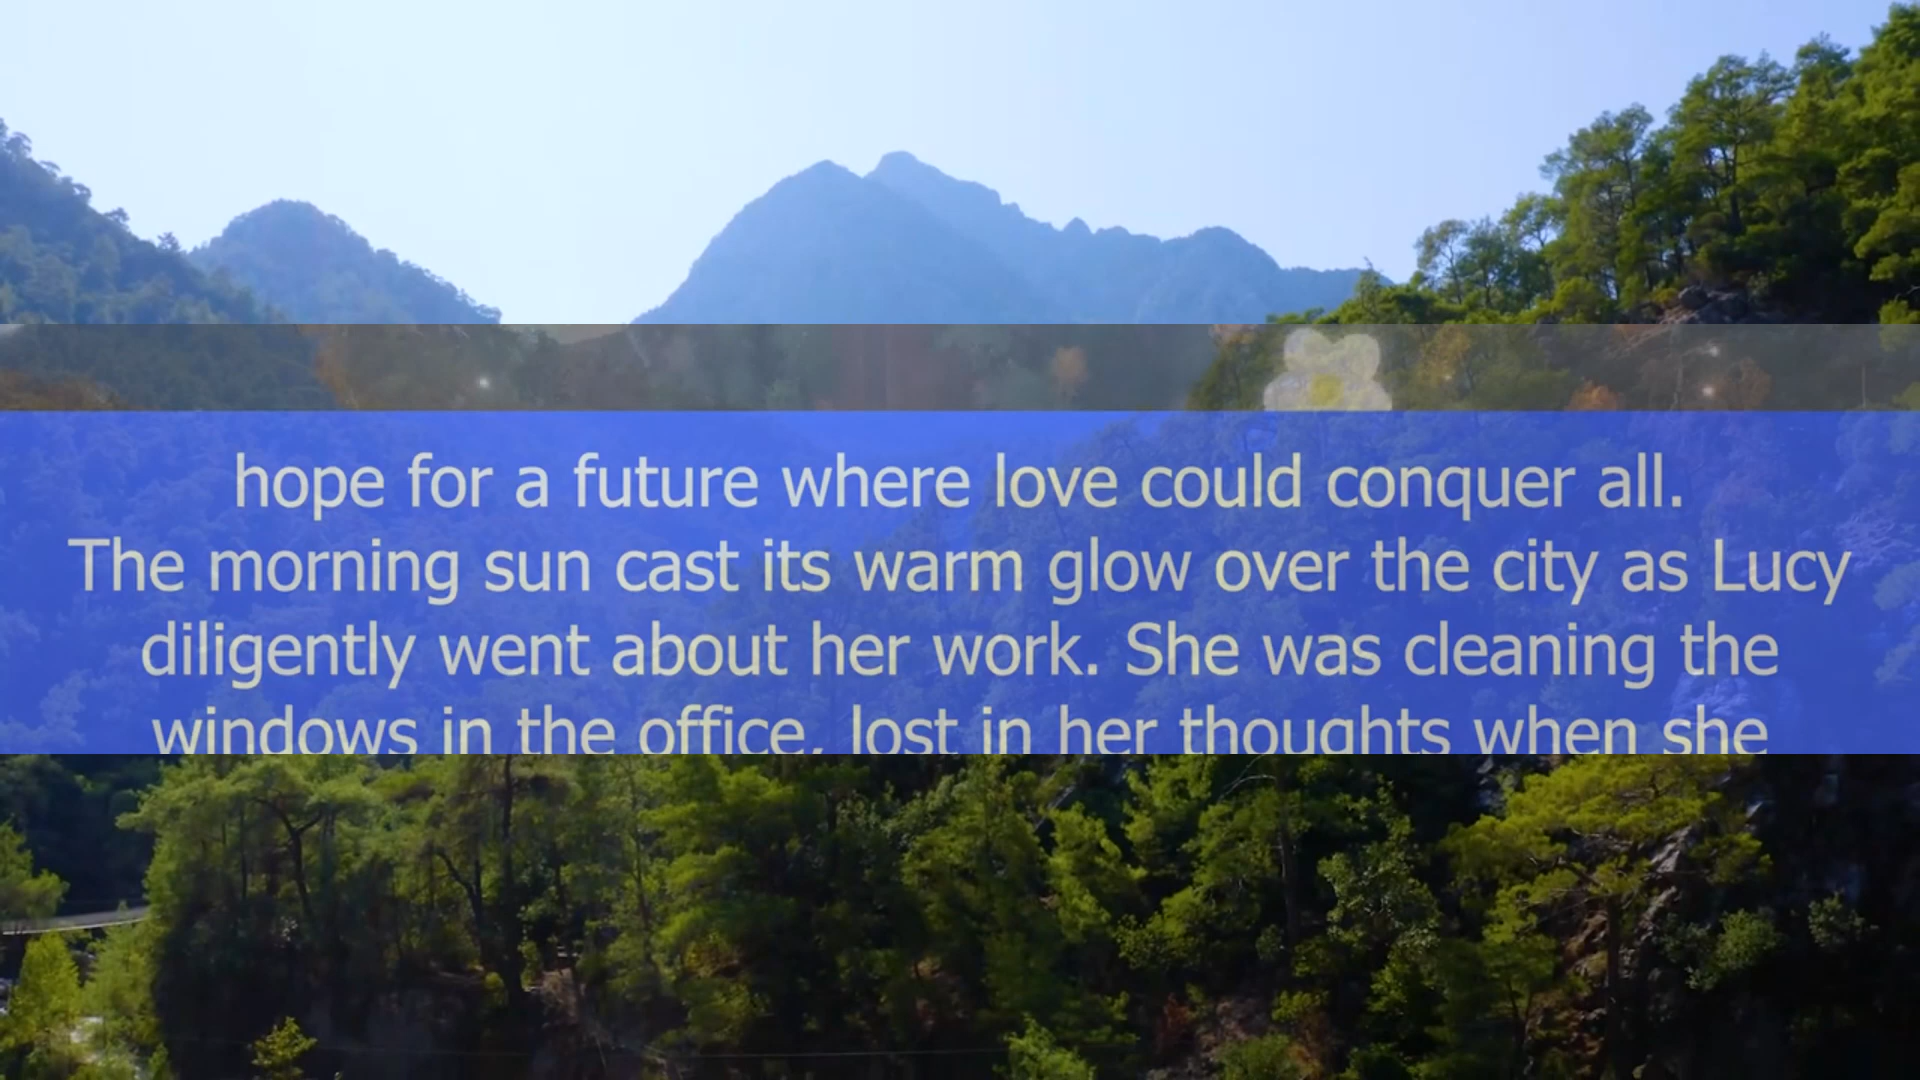 hope for a future where love could conquer all.
The morning sun cast its warm glow over the city as Lucy
diligently went about her work. She was cleaning the
windows in the office, lost in her thoughts when she